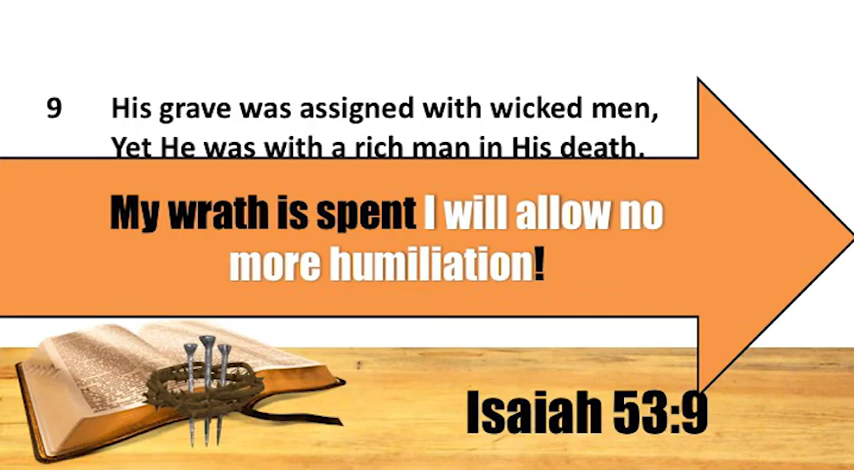 9 His grave was assigned with wicked men,
Yet He was with a rich man in His death,
My wrath is spent I will allow no
more humiliation!
Isaiah 53:9